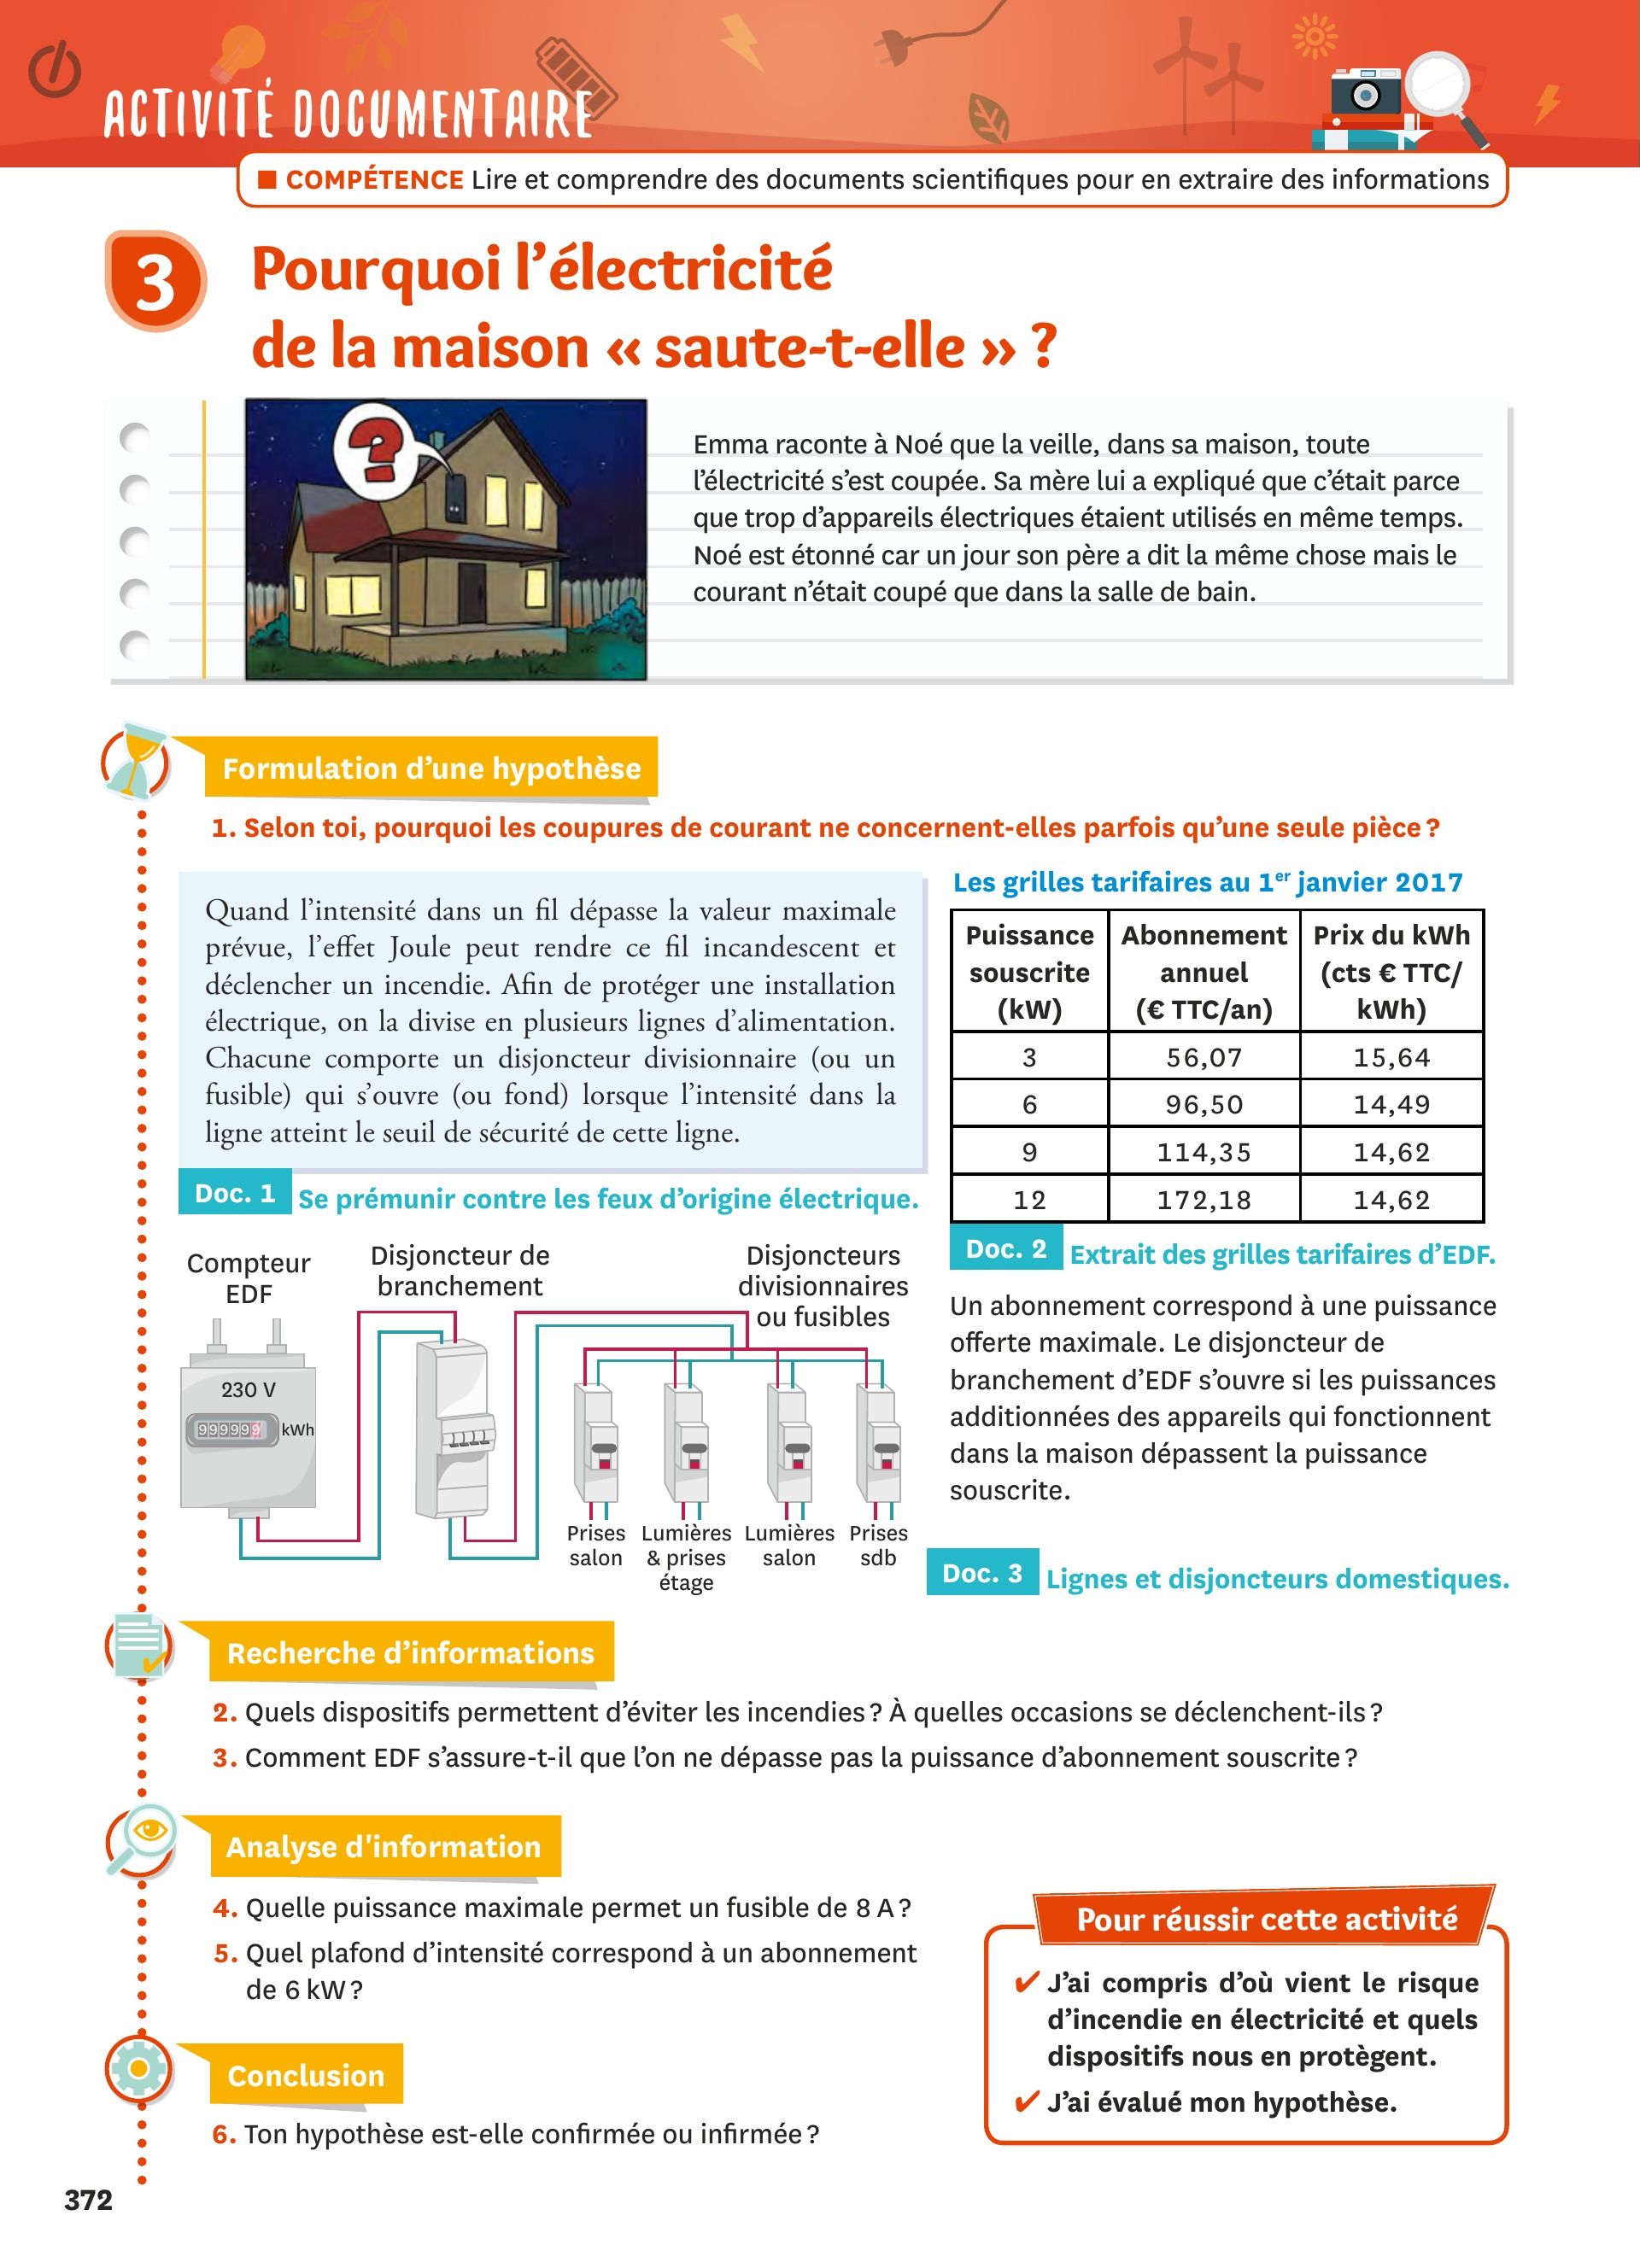 ACTIVITÉ DOCUMENTAIRE
■ COMPÉTENCE Lire et comprendre des documents scientifiques pour en extraire des informations
3
Pourquoi l’électricité
de la maison « saute-t-elle » ?
?
Emma raconte à Noé que la veille, dans sa maison, toute
l’électricité s’est coupée. Sa mère lui a expliqué que c’était parce
que trop d’appareils électriques étaient utilisés en même temps.
Noé est étonné car un jour son père a dit la même chose mais le
courant n’était coupé que dans la salle de bain.
Formulation d’une hypothèse
1. Selon toi, pourquoi les coupures de courant ne concernent-elles parfois qu’une seule pièce ?
Quand l’intensité dans un fil dépasse la valeur maximale
prévue, l’effet Joule peut rendre ce fil incandescent et
déclencher un incendie. Afin de protéger une installation
électrique, on la divise en plusieurs lignes d’alimentation.
Chacune comporte un disjoncteur divisionnaire (ou un
fusible) qui s’ouvre (ou fond) lorsque l’intensité dans la
ligne atteint le seuil de sécurité de cette ligne.
Doc. 1 Se prémunir contre les feux d’origine électrique.
Les grilles tarifaires au 1er janvier 2017
Puissance souscrite (kW) Abonnement annuel (€ TTC/an) Prix du kWh (cts € TTC/ kWh)
3 56,07 15,64
6 96,50 14,49
9 114,35 14,62
12 172,18 14,62
Doc. 2 Extrait des grilles tarifaires d’EDF.
Compteur
EDF
Disjoncteur de
branchement
Disjoncteurs
divisionnaires
ou fusibles
230 V
999999 kWh
Prises
salon
Lumières
& prises
étage
Lumières
salon
Prises
sdb
Un abonnement correspond à une puissance
offerte maximale. Le disjoncteur de
branchement d’EDF s’ouvre si les puissances
additionnées des appareils qui fonctionnent
dans la maison dépassent la puissance
souscrite.
Doc. 3 Lignes et disjoncteurs domestiques.
Recherche d’informations
2. Quels dispositifs permettent d’éviter les incendies ? À quelles occasions se déclenchent-ils ?
3. Comment EDF s’assure-t-il que l’on ne dépasse pas la puissance d’abonnement souscrite ?
Analyse d'information
4. Quelle puissance maximale permet un fusible de 8 A ?
5. Quel plafond d’intensité correspond à un abonnement
de 6 kW ?
Conclusion
6. Ton hypothèse est-elle confirmée ou infirmée ?
Pour réussir cette activité
✔ J’ai compris d’où vient le risque
d’incendie en électricité et quels
dispositifs nous en protègent.
✔ J’ai évalué mon hypothèse.
372